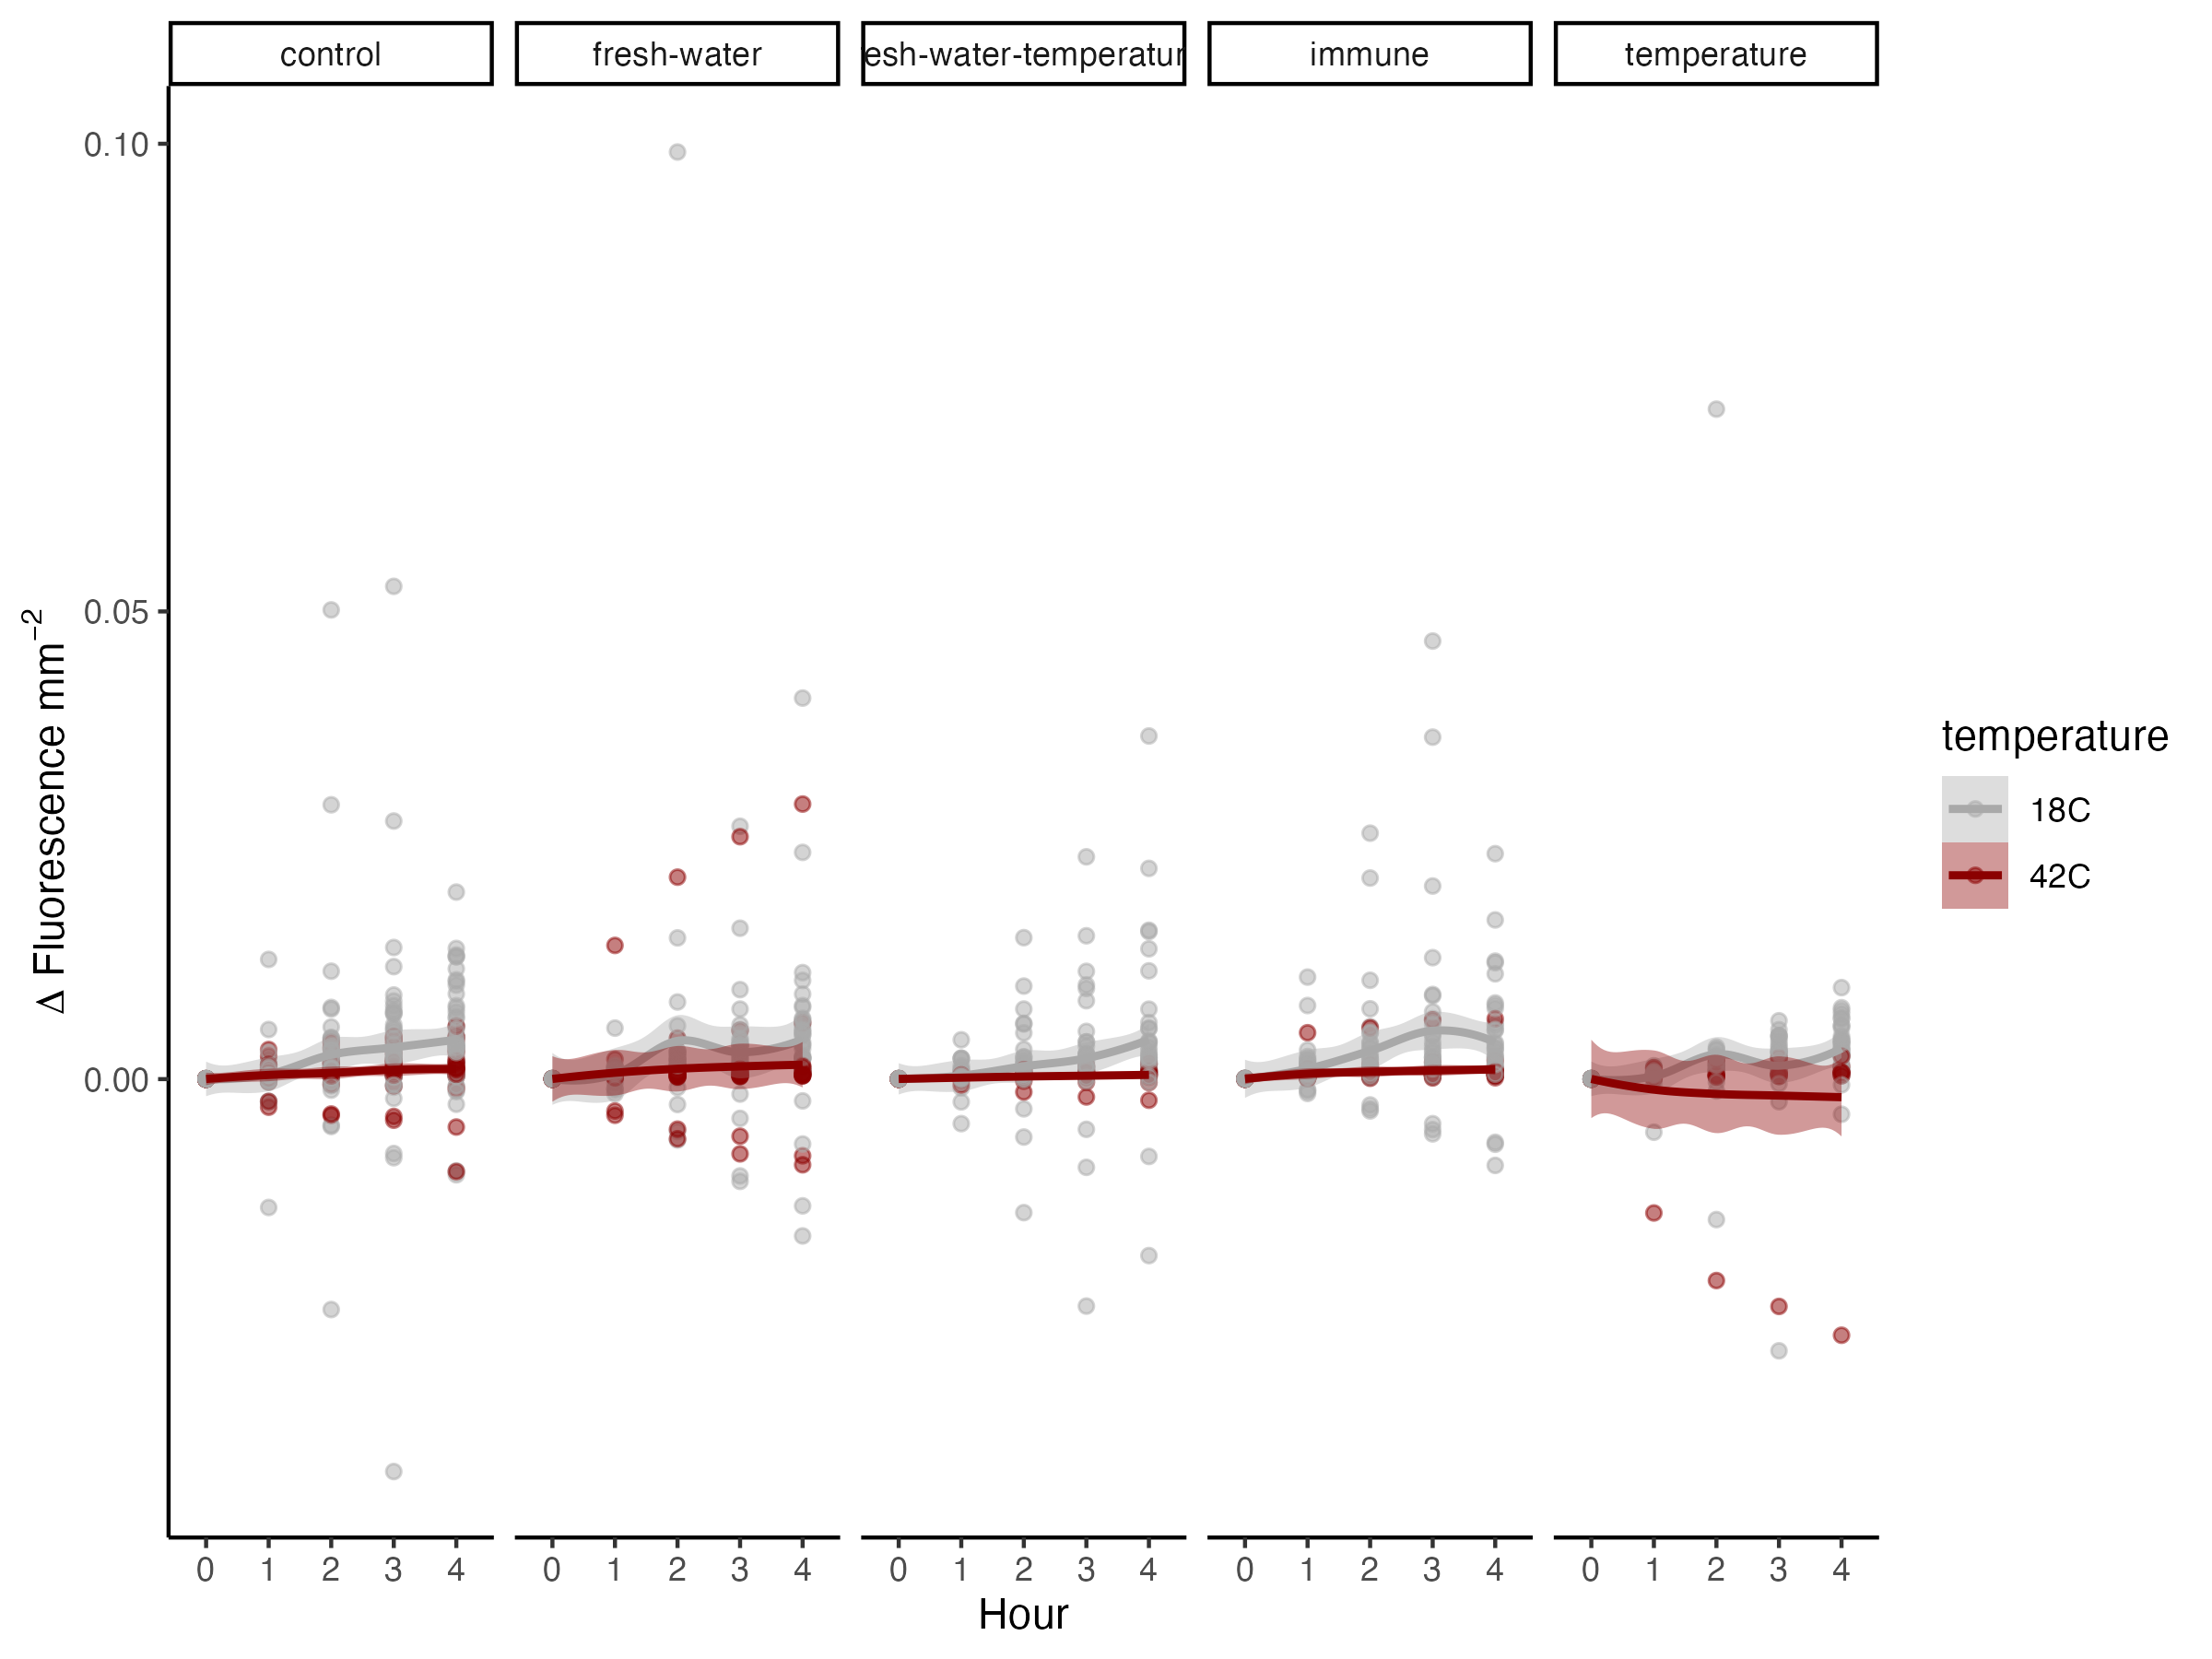 control fresh-water esh-water-temperatur immune temperature
0.10
0.05
0.00
Δ Fluorescence mm⁻²
0 1 2 3 4 0 1 2 3 4 0 1 2 3 4 0 1 2 3 4 0 1 2 3 4
Hour
temperature
18C
42C